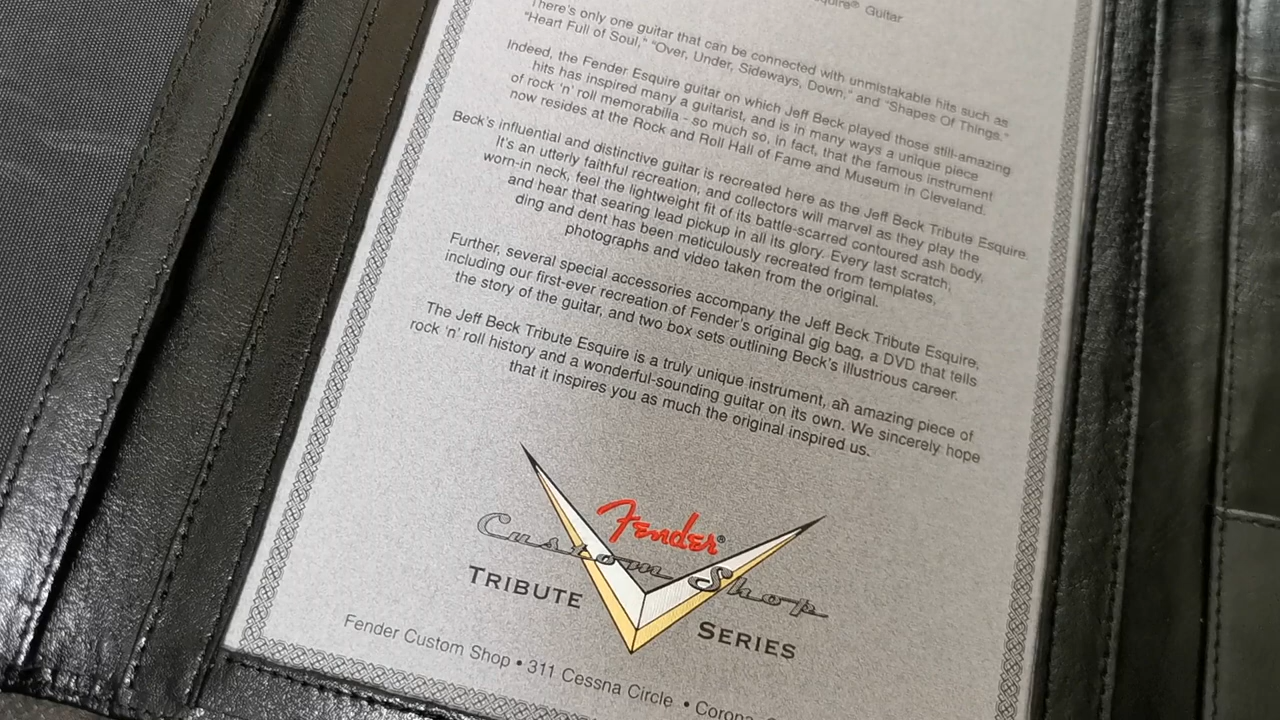 Guitar
There's only one guitar that can be connected with unmistakable hits such as
"Heart Full of Soul," "Over, Under, Sideways, Down," and "Shapes Of Things."
Indeed, the Fender Esquire guitar on which Jeff Beck played those still-amazing
hits has inspired many a guitarist, and is in many ways a unique piece
of rock 'n' roll memorabilia - so much so, in fact, that the famous instrument
now resides at the Rock and Roll Hall of Fame and Museum in Cleveland.
Beck's influential and distinctive guitar is recreated here as the Jeff Beck Tribute Esquire.
It's an utterly faithful recreation, and collectors will marvel as they play the
worn-in neck, feel the lightweight fit of its battle-scarred contoured ash body,
and hear that searing lead pickup in all its glory. Every last scratch,
ding and dent has been meticulously recreated from templates,
photographs and video taken from the original.
Further, several special accessories accompany the Jeff Beck Tribute Esquire,
including our first-ever recreation of Fender's original gig bag, a DVD that tells
the story of the guitar, and two box sets outlining Beck's illustrious career.
The Jeff Beck Tribute Esquire is a truly unique instrument, an amazing piece of
rock 'n' roll history and a wonderful-sounding guitar on its own. We sincerely hope
that it inspires you as much the original inspired us.
Fender®
Custom Shop
TRIBUTE SERIES
Fender Custom Shop • 311 Cessna Circle •